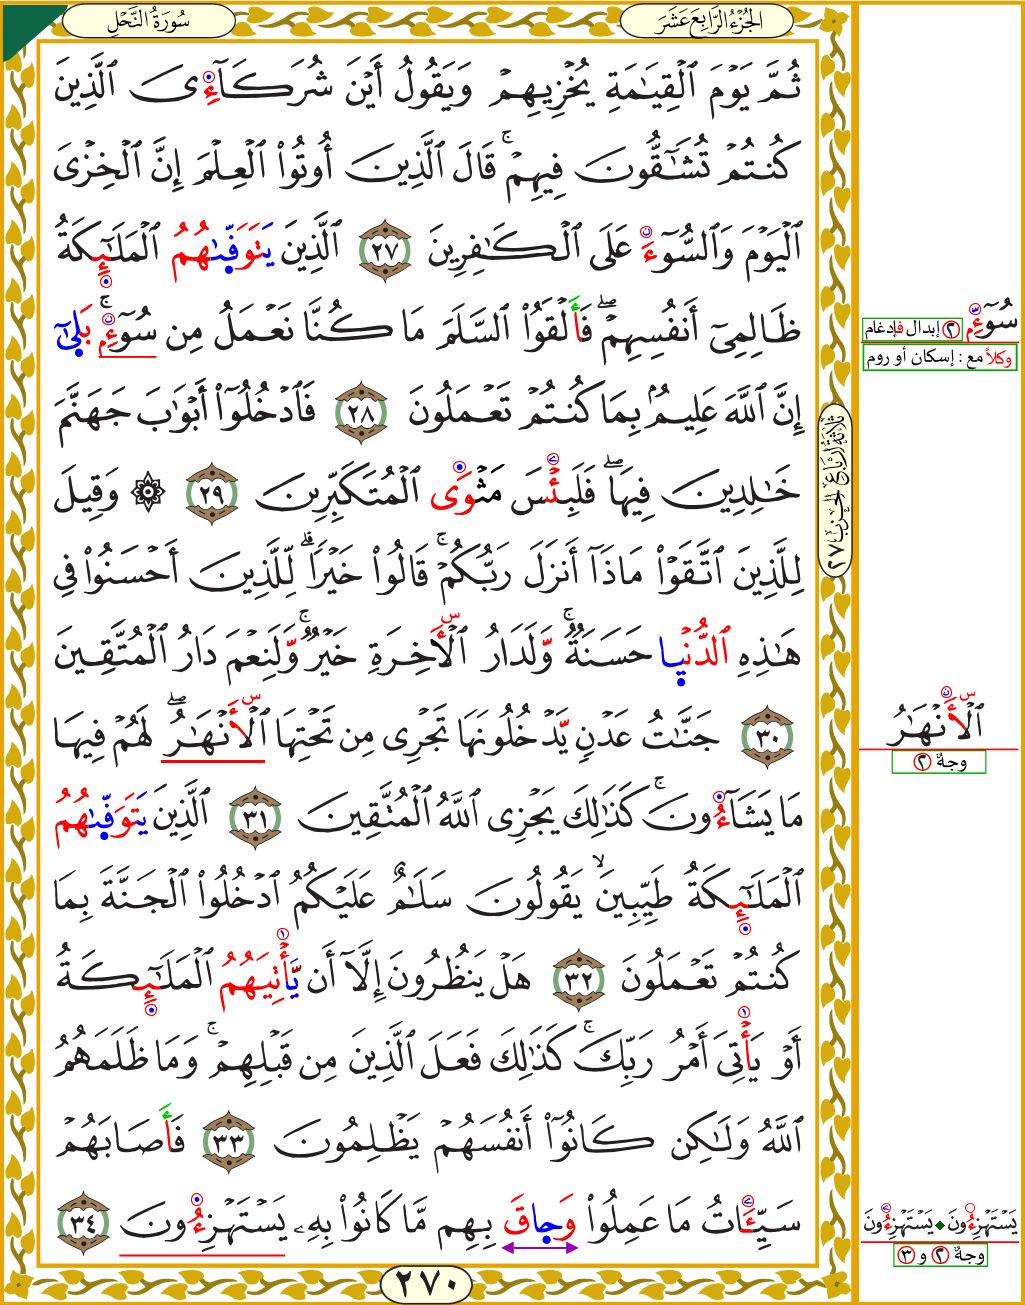 الجُزْءُ الرَّابِعَ عَشَرَ
سُورَةُ النَّحْلِ
ثُمَّ يَوْمَ ٱلْقِيَٰمَةِ يُخْزِيهِمْ وَيَقُولُ أَيْنَ شُرَكَآءِىَ ٱلَّذِينَ
كُنتُمْ تُشَٰٓقُّونَ فِيهِمْ ۚ قَالَ ٱلَّذِينَ أُوتُوا۟ ٱلْعِلْمَ إِنَّ ٱلْخِزْىَ
ٱلْيَوْمَ وَٱلسُّوٓءَ عَلَى ٱلْكَٰفِرِينَ ٢٧ ٱلَّذِينَ يَتَوَفَّىٰهُمُ ٱلْمَلَٰٓئِكَةُ
ظَالِمِىٓ أَنفُسِهِمْ ۖ فَأَلْقَوُا۟ ٱلسَّلَمَ مَا كُنَّا نَعْمَلُ مِن سُوٓءٍۭ ۚ بَلَىٰٓ
إِنَّ ٱللَّهَ عَلِيمٌۢ بِمَا كُنتُمْ تَعْمَلُونَ ٢٨ فَٱدْخُلُوٓا۟ أَبْوَٰبَ جَهَنَّمَ
خَٰلِدِينَ فِيهَا ۖ فَلَبِئْسَ مَثْوَى ٱلْمُتَكَبِّرِينَ ٢٩ ۞ وَقِيلَ
لِلَّذِينَ ٱتَّقَوْا۟ مَاذَآ أَنزَلَ رَبُّكُمْ ۚ قَالُوا۟ خَيْرًا ۗ لِّلَّذِينَ أَحْسَنُوا۟ فِى
هَٰذِهِ ٱلدُّنْيَا حَسَنَةٌ ۚ وَلَدَارُ ٱلْأَخِرَةِ خَيْرٌ ۚ وَلَنِعْمَ دَارُ ٱلْمُتَّقِينَ
٣٠ جَنَّٰتُ عَدْنٍ يَدْخُلُونَهَا تَجْرِى مِن تَحْتِهَا ٱلْأَنْهَٰرُ ۖ لَهُمْ فِيهَا
مَا يَشَآءُونَ ۚ كَذَٰلِكَ يَجْزِى ٱللَّهُ ٱلْمُتَّقِينَ ٣١ ٱلَّذِينَ يَتَوَفَّىٰهُمُ
ٱلْمَلَٰٓئِكَةُ طَيِّبِينَ ۙ يَقُولُونَ سَلَٰمٌ عَلَيْكُمُ ٱدْخُلُوا۟ ٱلْجَنَّةَ بِمَا
كُنتُمْ تَعْمَلُونَ ٣٢ هَلْ يَنظُرُونَ إِلَّآ أَن يَأْتِيَهُمُ ٱلْمَلَٰٓئِكَةُ
أَوْ يَأْتِىَ أَمْرُ رَبِّكَ ۚ كَذَٰلِكَ فَعَلَ ٱلَّذِينَ مِن قَبْلِهِمْ ۚ وَمَا ظَلَمَهُمُ
ٱللَّهُ وَلَٰكِن كَانُوٓا۟ أَنفُسَهُمْ يَظْلِمُونَ ٣٣ فَأَصَابَهُمْ
سَيِّـَٔاتُ مَا عَمِلُوا۟ وَحَاقَ بِهِم مَّا كَانُوا۟ بِهِۦ يَسْتَهْزِءُونَ ٣٤
٢٧٠
سُوٓءٍّ
٢ إبدال فإدغام
وكلاً مع : إسكان أو روم
ثلاثة أرباع الحزب ٢٧
ٱلْأَنْهَٰرُ
وجهٌ ٢
يَسْتَهْزِءُونَ يَسْتَهْزِءُونَ
وجهٌ ٢ و ٣